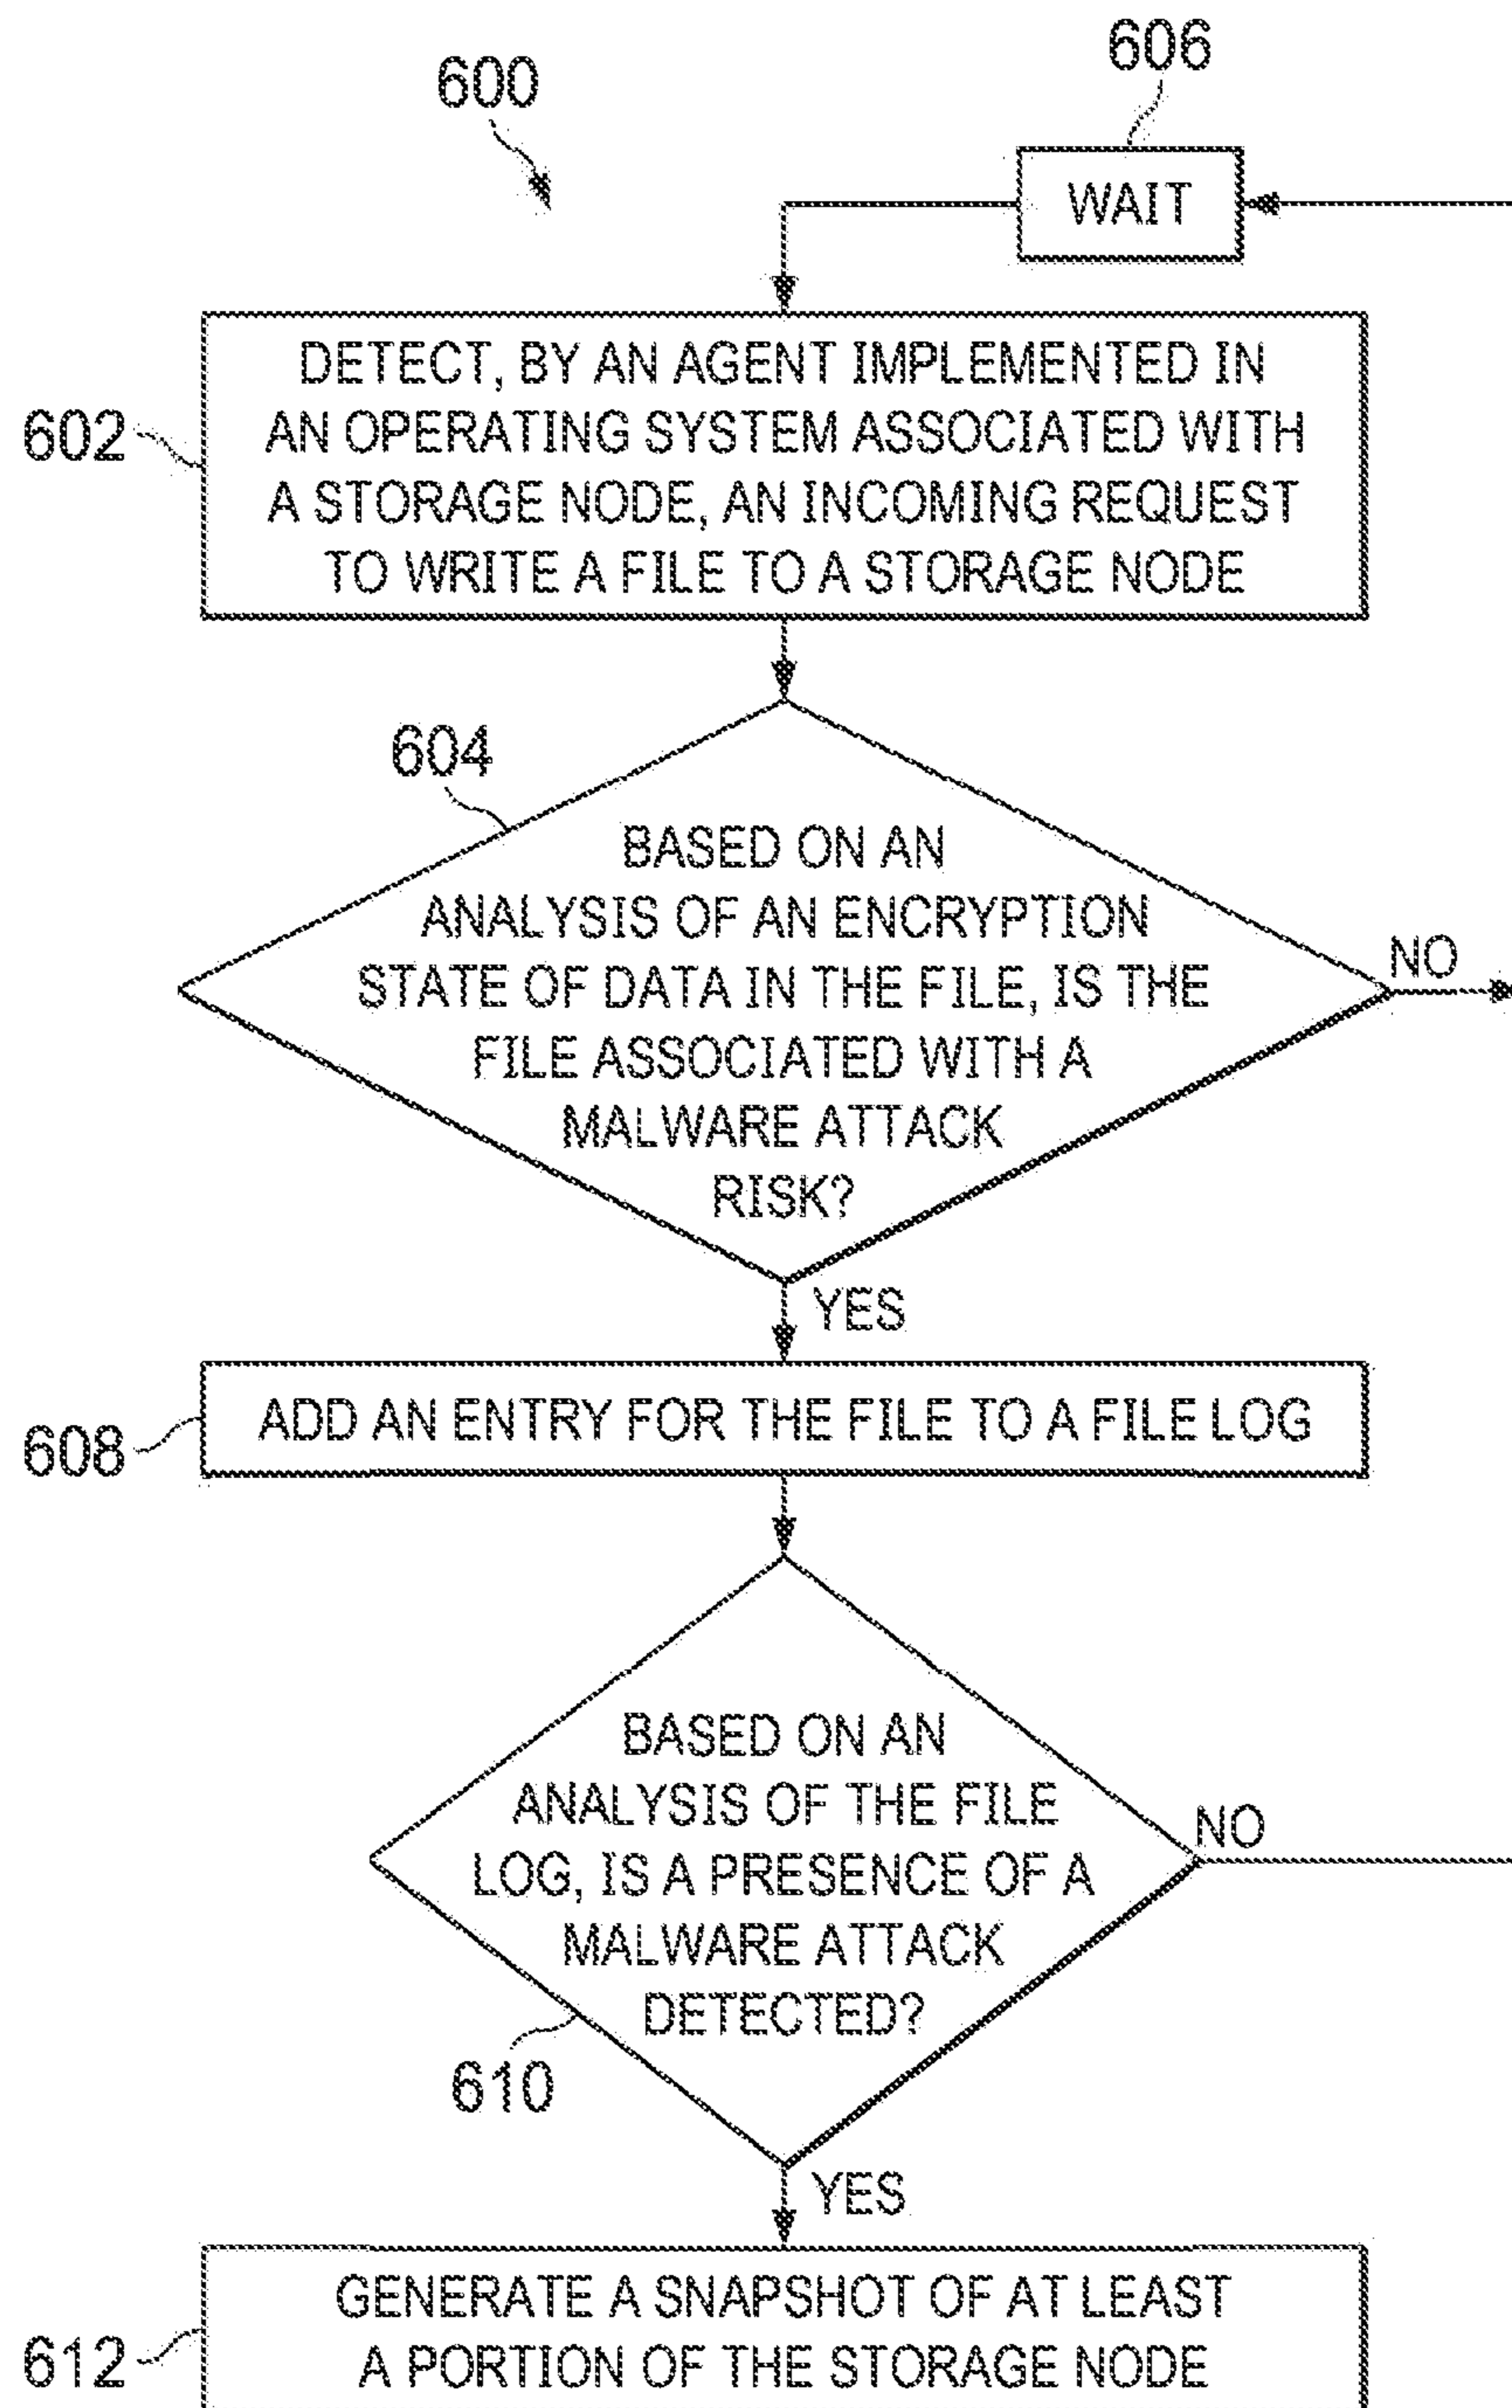 600
606
WAIT
602
DETECT, BY AN AGENT IMPLEMENTED IN
AN OPERATING SYSTEM ASSOCIATED WITH
A STORAGE NODE, AN INCOMING REQUEST
TO WRITE A FILE TO A STORAGE NODE
604
BASED ON AN
ANALYSIS OF AN ENCRYPTION
STATE OF DATA IN THE FILE, IS THE
FILE ASSOCIATED WITH A
MALWARE ATTACK
RISK?
NO
YES
608
ADD AN ENTRY FOR THE FILE TO A FILE LOG
BASED ON AN
ANALYSIS OF THE FILE
LOG, IS A PRESENCE OF A
MALWARE ATTACK
DETECTED?
NO
610
YES
612
GENERATE A SNAPSHOT OF AT LEAST
A PORTION OF THE STORAGE NODE